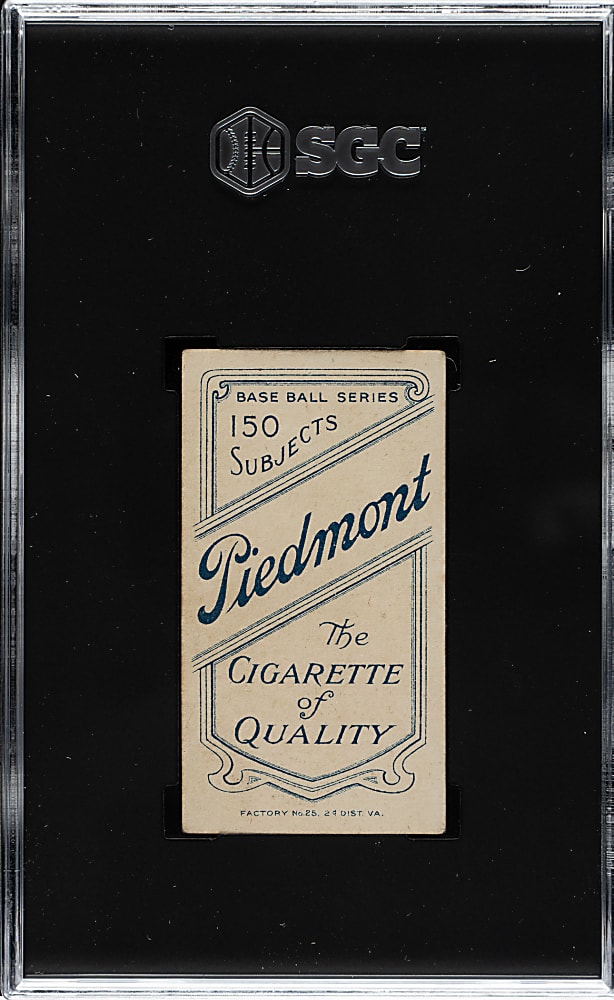 SGC
BASE BALL SERIES
150
SUBJECTS
Piedmont
The
CIGARETTE
of
QUALITY
FACTORY No 25. 2d DIST. VA.